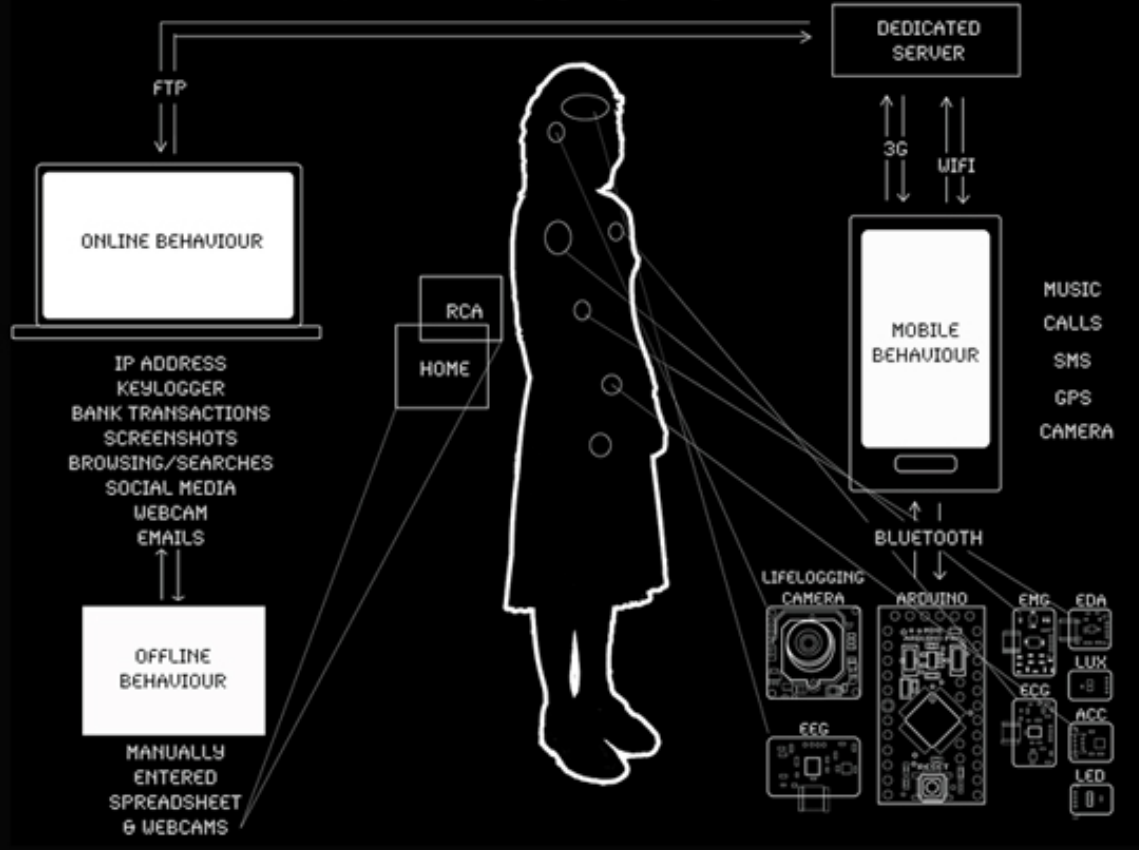 DEDICATED
SERVER
FTP
3G
WIFI
ONLINE BEHAVIOUR
RCA
HOME
MOBILE
BEHAVIOUR
MUSIC
CALLS
SMS
GPS
CAMERA
IP ADDRESS
KEYLOGGER
BANK TRANSACTIONS
SCREENSHOTS
BROWSING/SEARCHES
SOCIAL MEDIA
WEBCAM
EMAILS
OFFLINE
BEHAVIOUR
MANUALLY
ENTERED
SPREADSHEET
& WEBCAMS
BLUETOOTH
LIFELOGGING
CAMERA
ARDUINO
EMG
EDA
LUX
ECG
ACC
LED
EEG
RESET